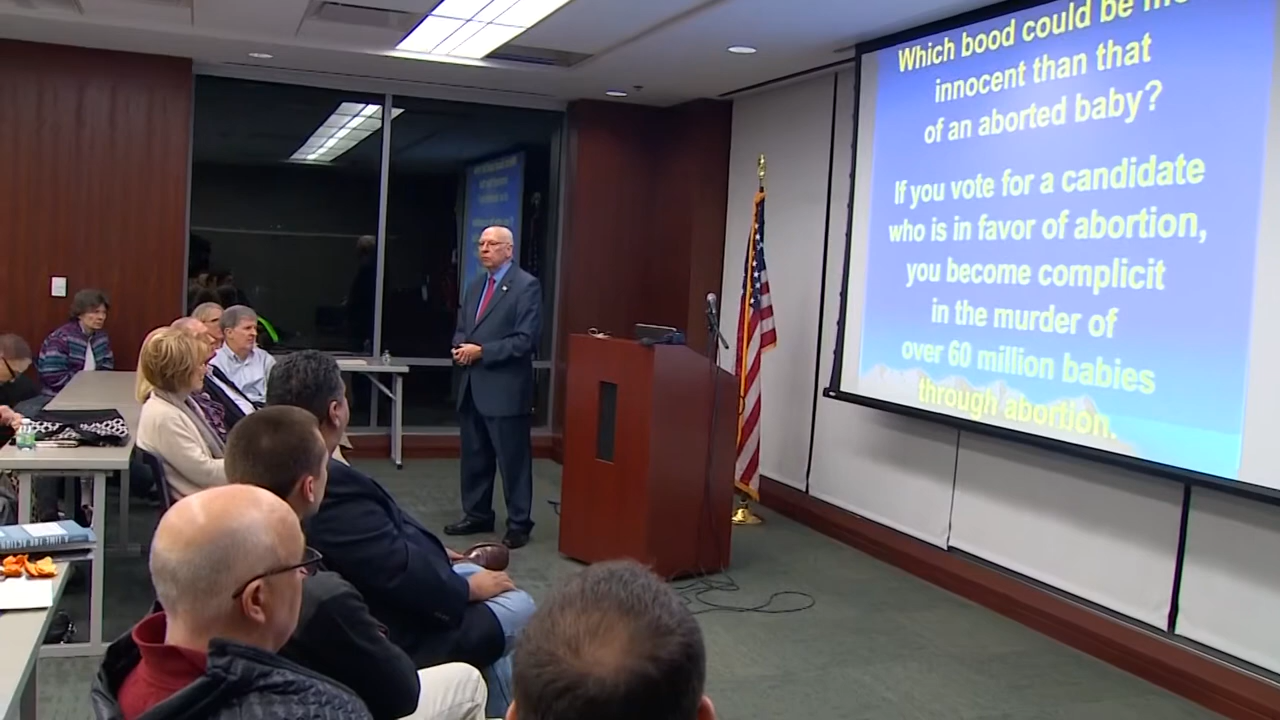 Which bood could be mo
innocent than that
of an aborted baby?
If you vote for a candidate
who is in favor of abortion,
you become complicit
in the murder of
over 60 million babies
through abortion.